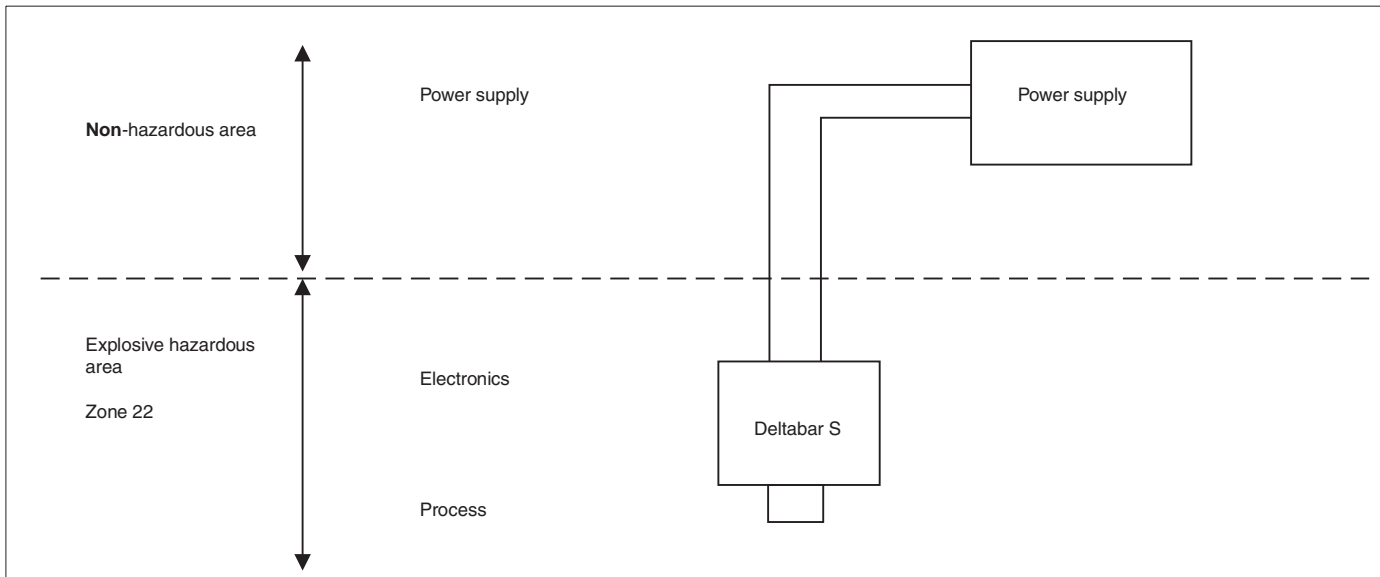 Power supply
Power supply
Non-hazardous area
Explosive hazardous
area
Zone 22
Electronics
Deltabar S
Process